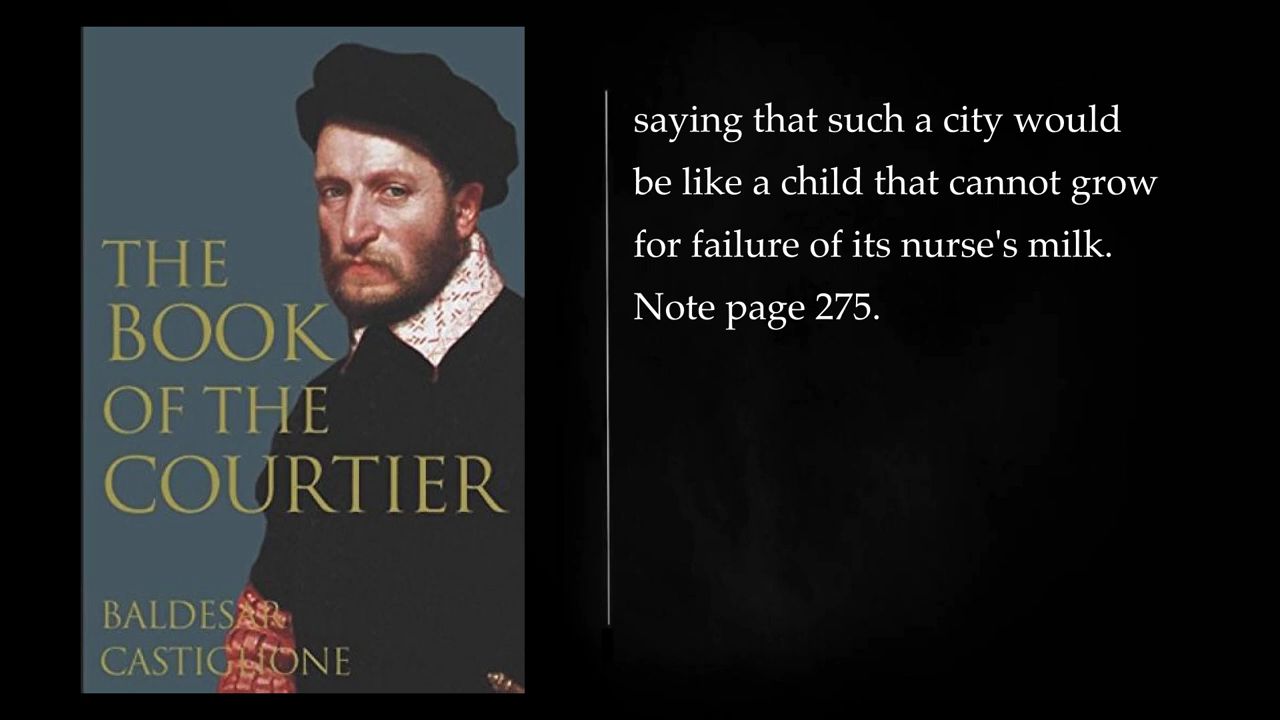 THE
BOOK
OF THE
COURTIER
BALDESAR
CASTIGLIONE
saying that such a city would
be like a child that cannot grow
for failure of its nurse's milk.
Note page 275.